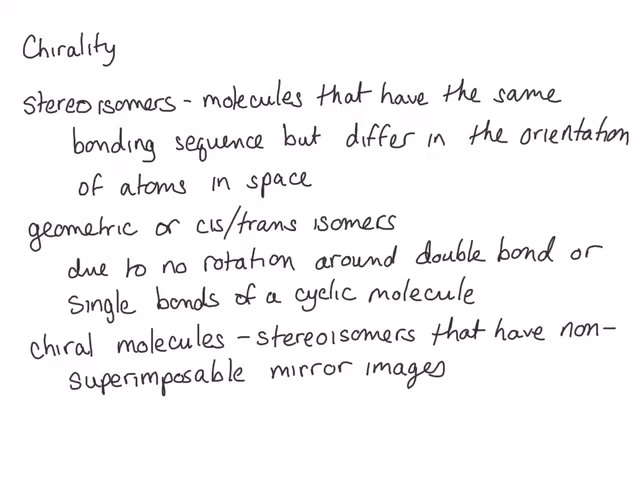 Chirality
stereoisomers - molecules that have the same
bonding sequence but differ in the orientation
of atoms in space
geometric or cis/trans isomers
due to no rotation around double bond or
single bonds of a cyclic molecule
chiral molecules - stereoisomers that have non-
superimposable mirror images